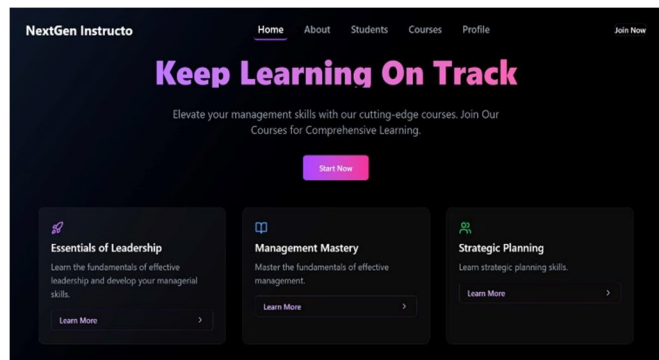 NextGen Instructo
Home
About
Students
Courses
Profile
Join Now
Keep Learning On Track
Elevate your management skills with our cutting-edge courses. Join Our
Courses for Comprehensive Learning.
Start Now
Essentials of Leadership
Learn the fundamentals of effective
leadership and develop your managerial
skills.
Learn More
Management Mastery
Master the fundamentals of effective
management.
Learn More
Strategic Planning
Learn strategic planning skills.
Learn More